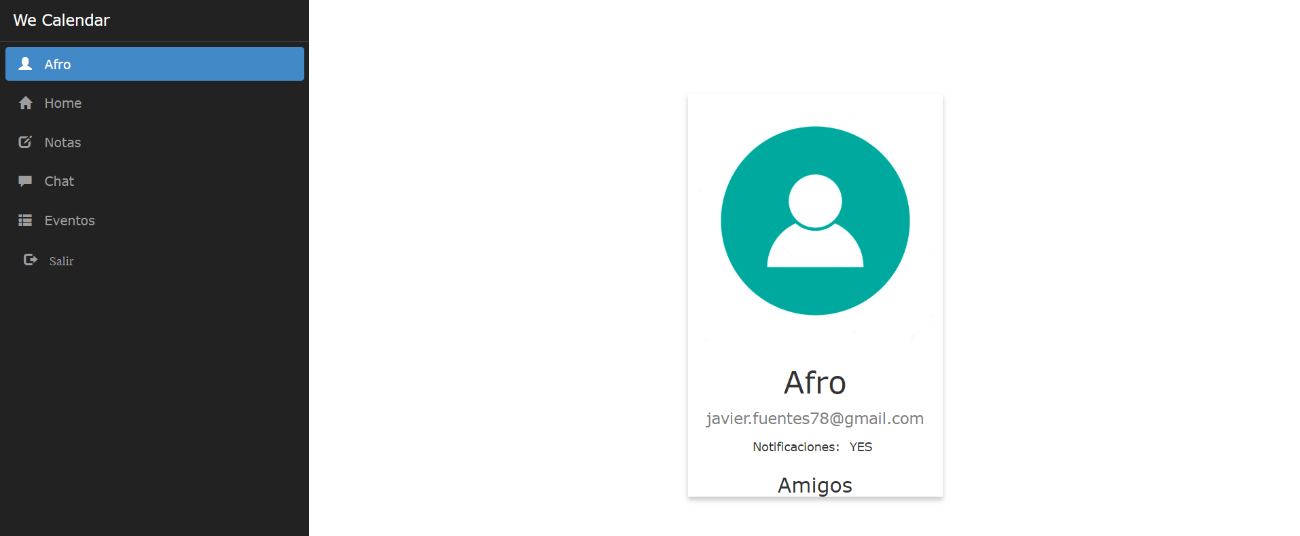 We Calendar
Afro
Home
Notas
Chat
Eventos
Salir
Afro
javier.fuentes78@gmail.com
Notificaciones: YES
Amigos